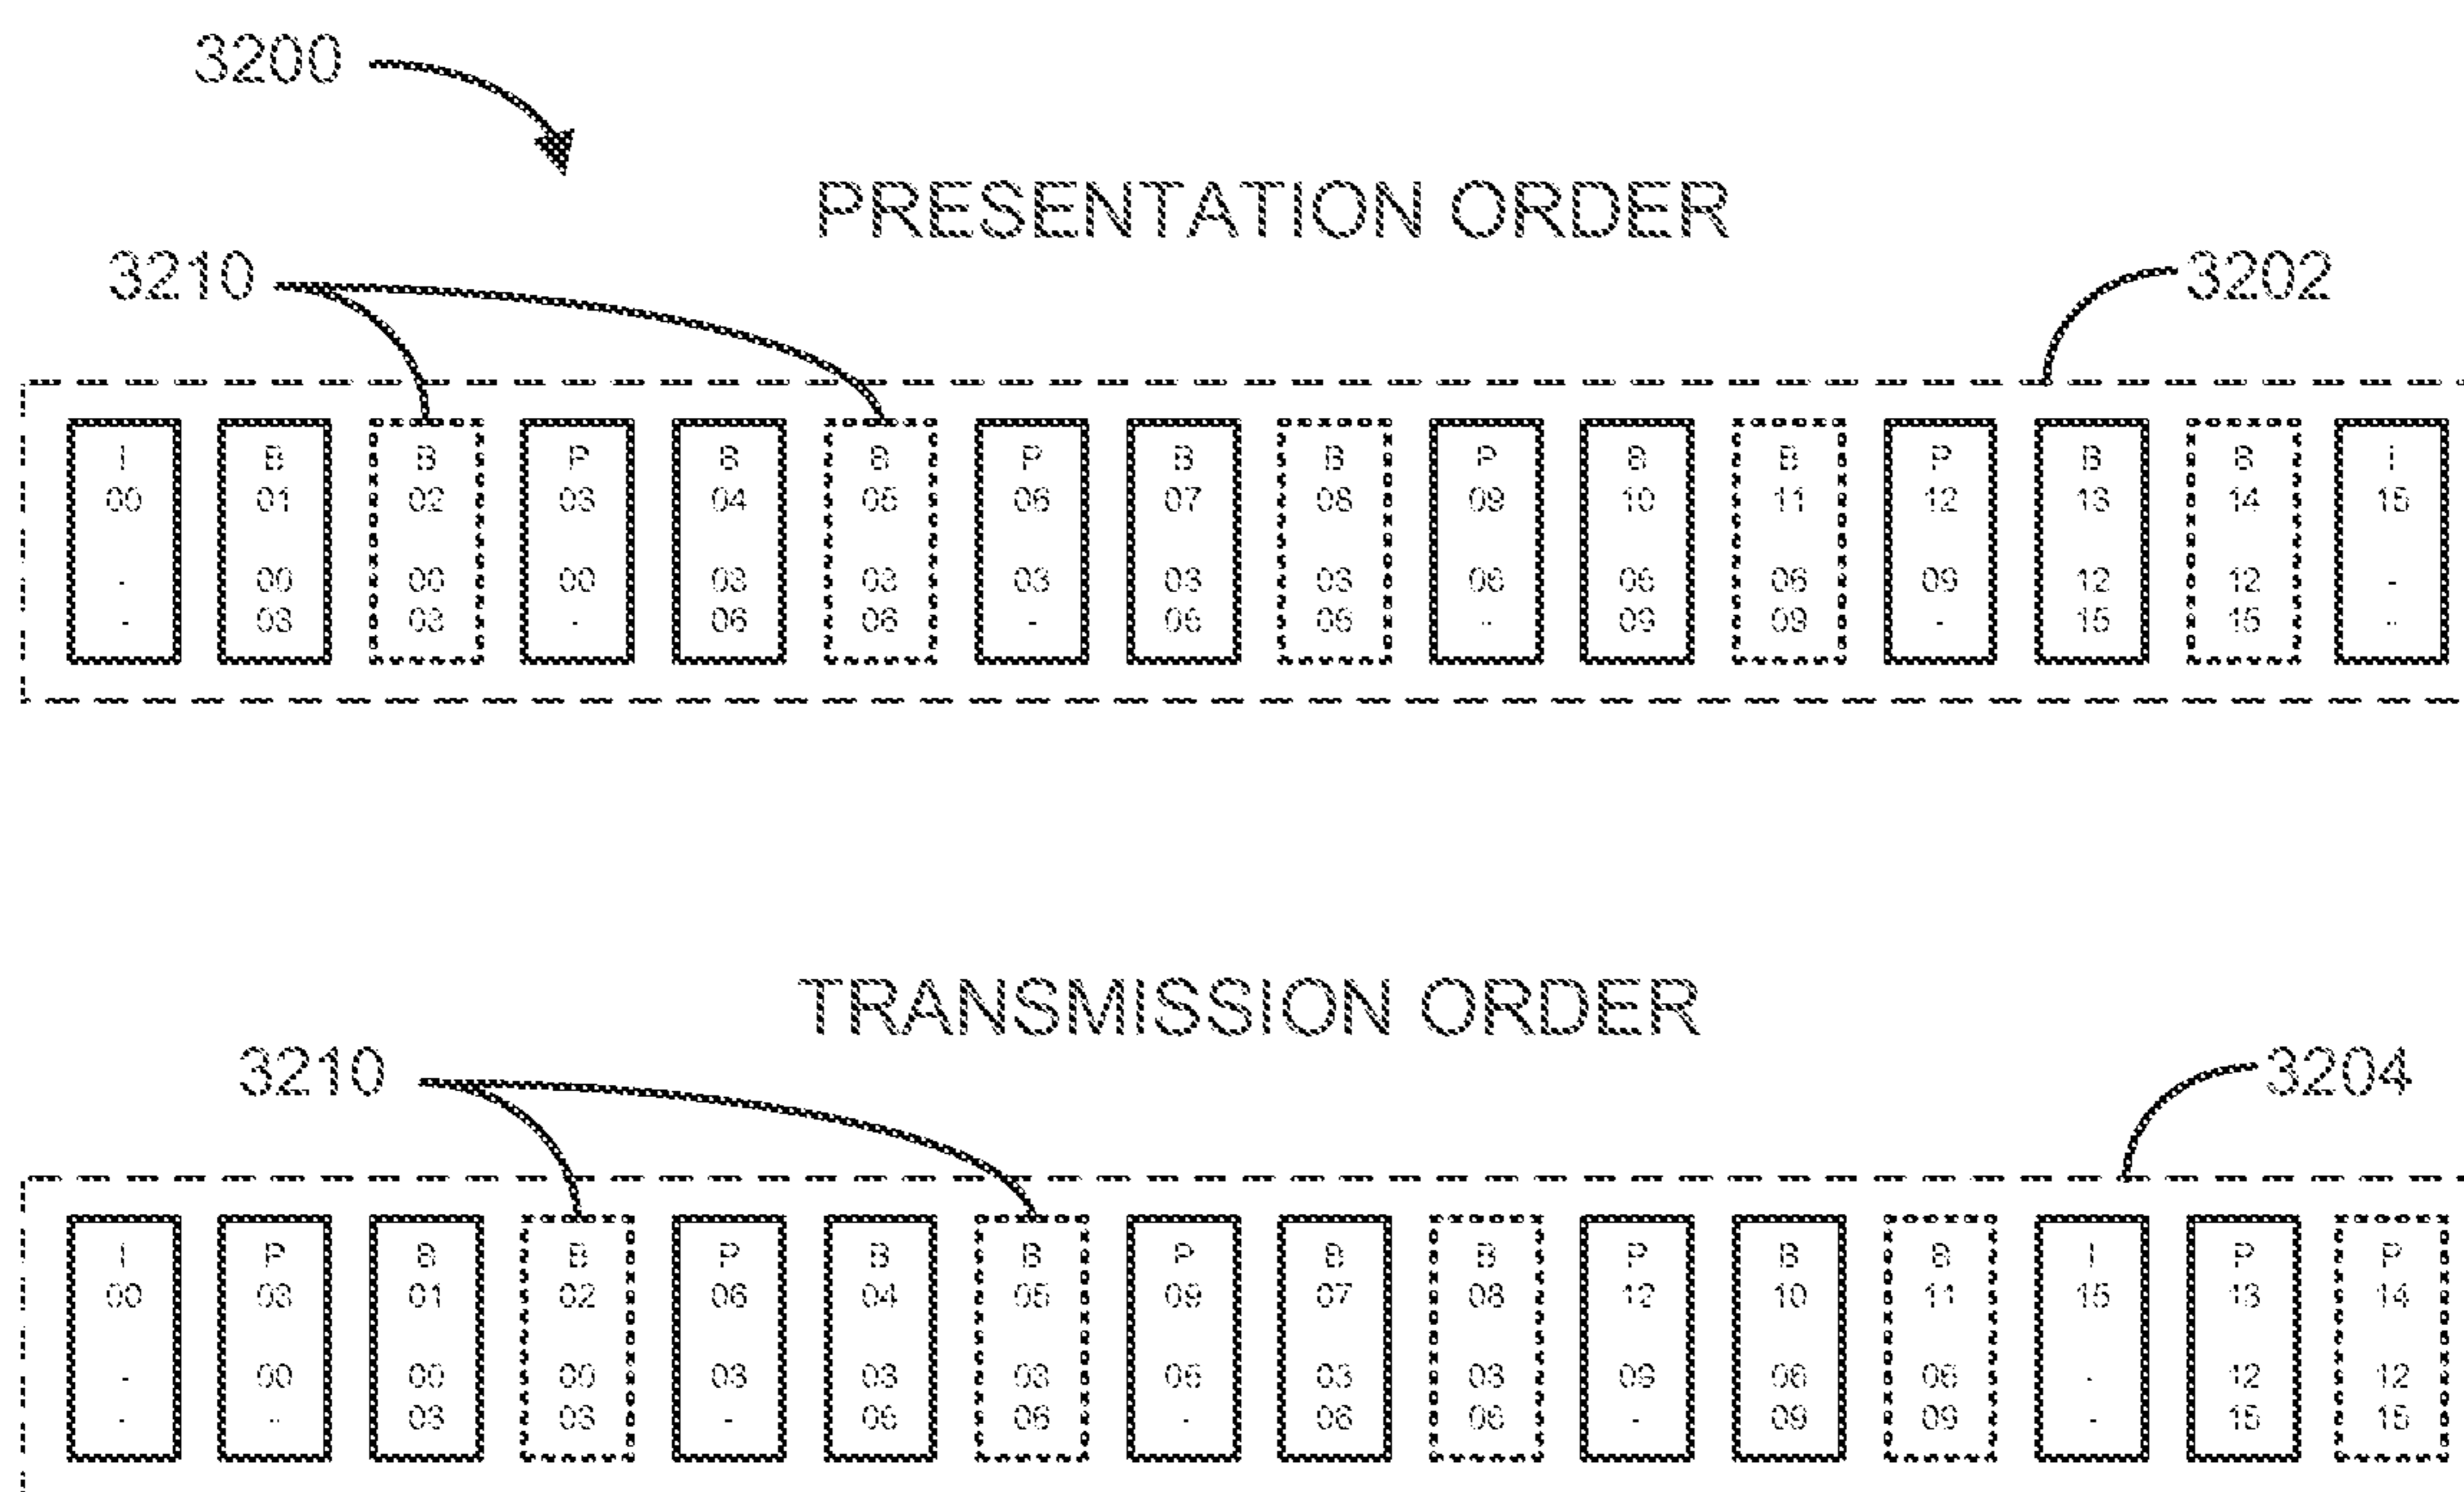 3200
PRESENTATION ORDER
3210
3202
I B B P B B P B B P B B P B B I
00 01 02 03 04 05 06 07 08 09 10 11 12 13 14 15
- 00 00 00 03 03 03 03 03 06 06 06 09 12 12 -
- 03 03 - 06 06 - 06 06 - 09 09 - 15 15 -
TRANSMISSION ORDER
3210
3204
I P B B P B B P B B P B B I P P
00 03 01 02 06 04 05 09 07 08 12 10 11 15 13 14
- 00 00 00 03 03 03 06 03 03 09 06 06 - 12 12
- - 03 03 - 06 06 - 06 06 - 09 09 - 15 15